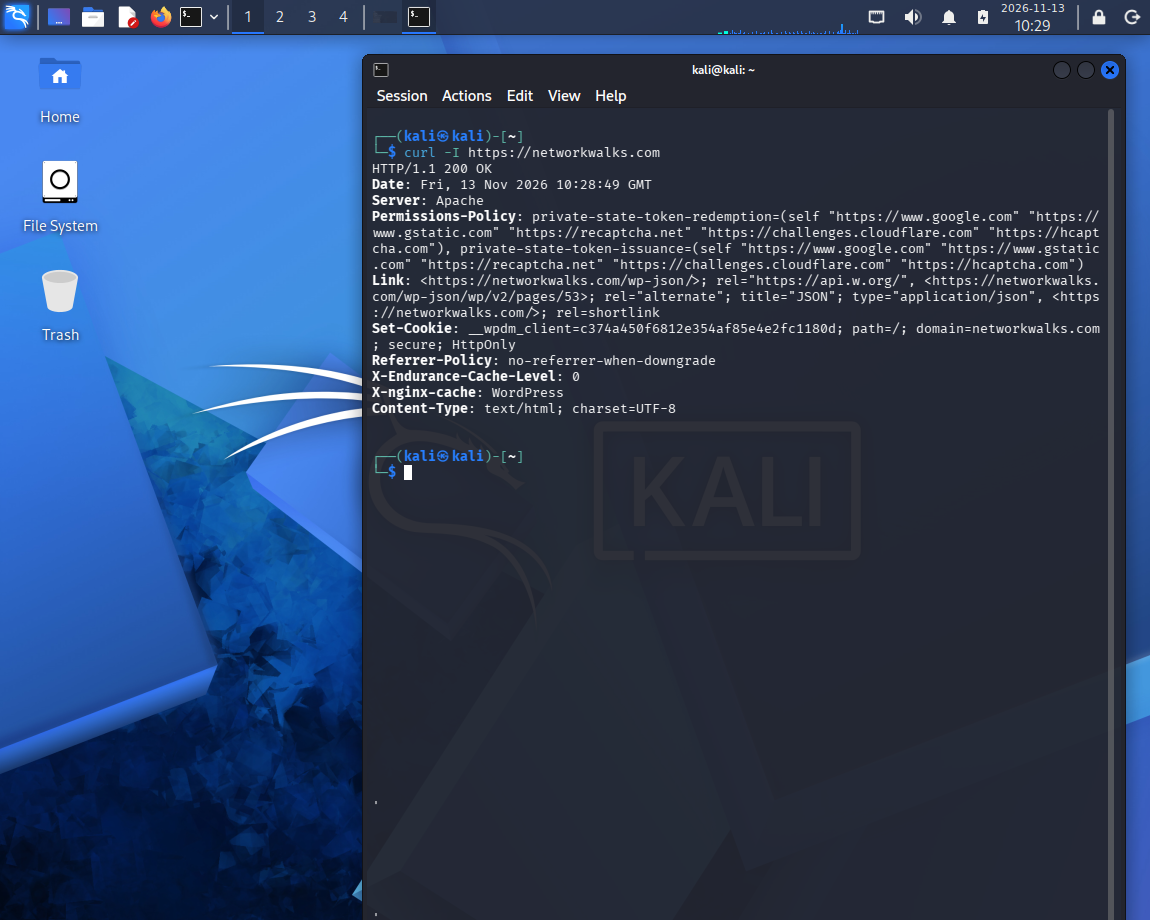 1 2 3 4
2026-11-13
10:29
Home
File System
Trash
kali@kali: ~
Session Actions Edit View Help
┌──(kali㉿kali)-[~]
└─$ curl -I https://networkwalks.com
HTTP/1.1 200 OK
Date: Fri, 13 Nov 2026 10:28:49 GMT
Server: Apache
Permissions-Policy: private-state-token-redemption=(self "https://www.google.com" "https://
www.gstatic.com" "https://recaptcha.net" "https://challenges.cloudflare.com" "https://hcapt
cha.com"), private-state-token-issuance=(self "https://www.google.com" "https://www.gstatic
.com" "https://recaptcha.net" "https://challenges.cloudflare.com" "https://hcaptcha.com")
Link: <https://networkwalks.com/wp-json/>; rel="https://api.w.org/", <https://networkwalks.
com/wp-json/wp/v2/pages/53>; rel="alternate"; title="JSON"; type="application/json", <https
://networkwalks.com/>; rel=shortlink
Set-Cookie: __wpdm_client=c374a450f6812e354af85e4e2fc1180d; path=/; domain=networkwalks.com
; secure; HttpOnly
Referrer-Policy: no-referrer-when-downgrade
X-Endurance-Cache-Level: 0
X-nginx-cache: WordPress
Content-Type: text/html; charset=UTF-8
┌──(kali㉿kali)-[~]
└─$
KALI